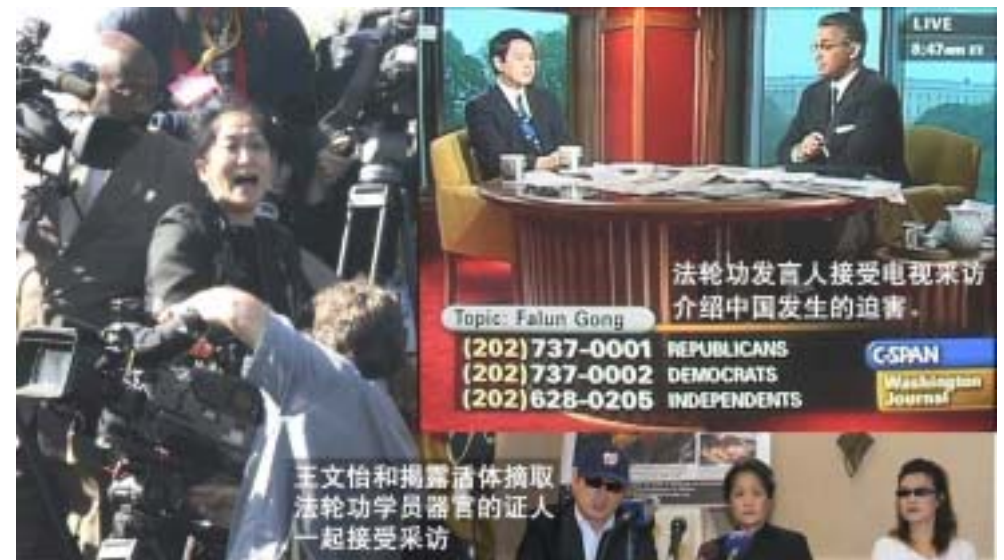 LIVE
8:47am ET
法轮功发言人接受电视采访
介绍中国发生的迫害。
Topic: Falun Gong
(202)737-0001 REPUBLICANS
(202)737-0002 DEMOCRATS
(202)628-0205 INDEPENDENTS
C-SPAN
Washington
Journal
王文怡和揭露活体摘取
法轮功学员器官的证人
一起接受采访